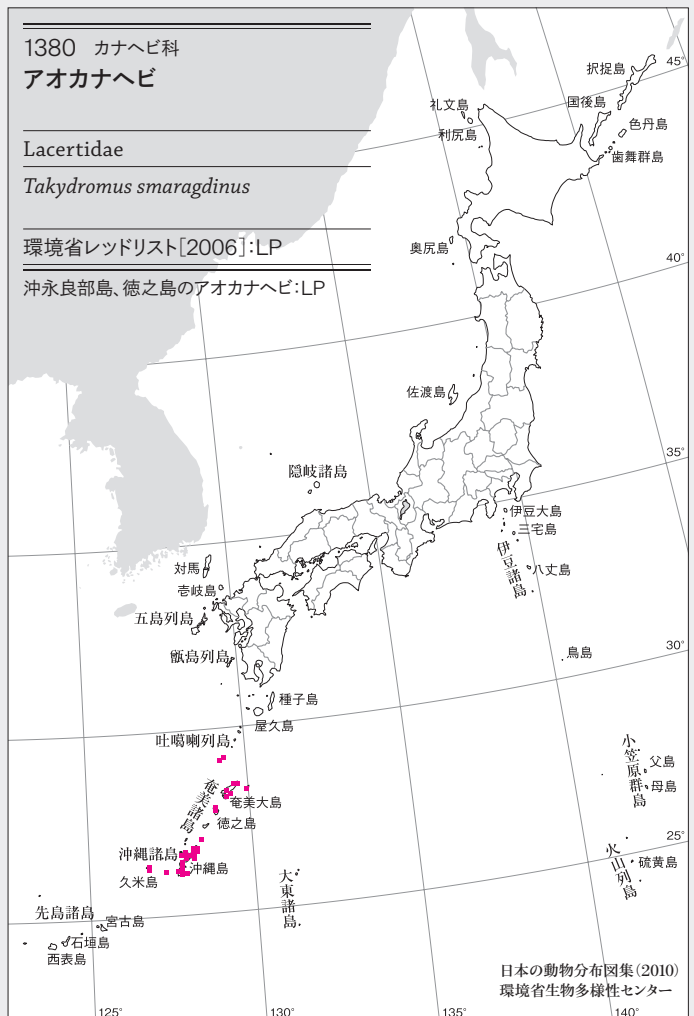 1380 カナヘビ科
アオカナヘビ
Lacertidae
Takydromus smaragdinus
環境省レッドリスト[2006]:LP
沖永良部島、徳之島のアオカナヘビ:LP
45°
択捉島
礼文島
国後島
色丹島
利尻島
歯舞群島
奥尻島
40°
佐渡島
35°
隠岐諸島
伊豆大島
三宅島
伊豆諸島
八丈島
対馬
壱岐島
五島列島
甑島列島
鳥島
30°
種子島
屋久島
吐噶喇列島
小笠原群島
父島
母島
奄美諸島
奄美大島
徳之島
25°
沖縄諸島
沖縄島
久米島
火山列島
硫黄島
大東諸島
先島諸島
宮古島
石垣島
西表島
日本の動物分布図集(2010)
環境省生物多様性センター
125°
130°
135°
140°